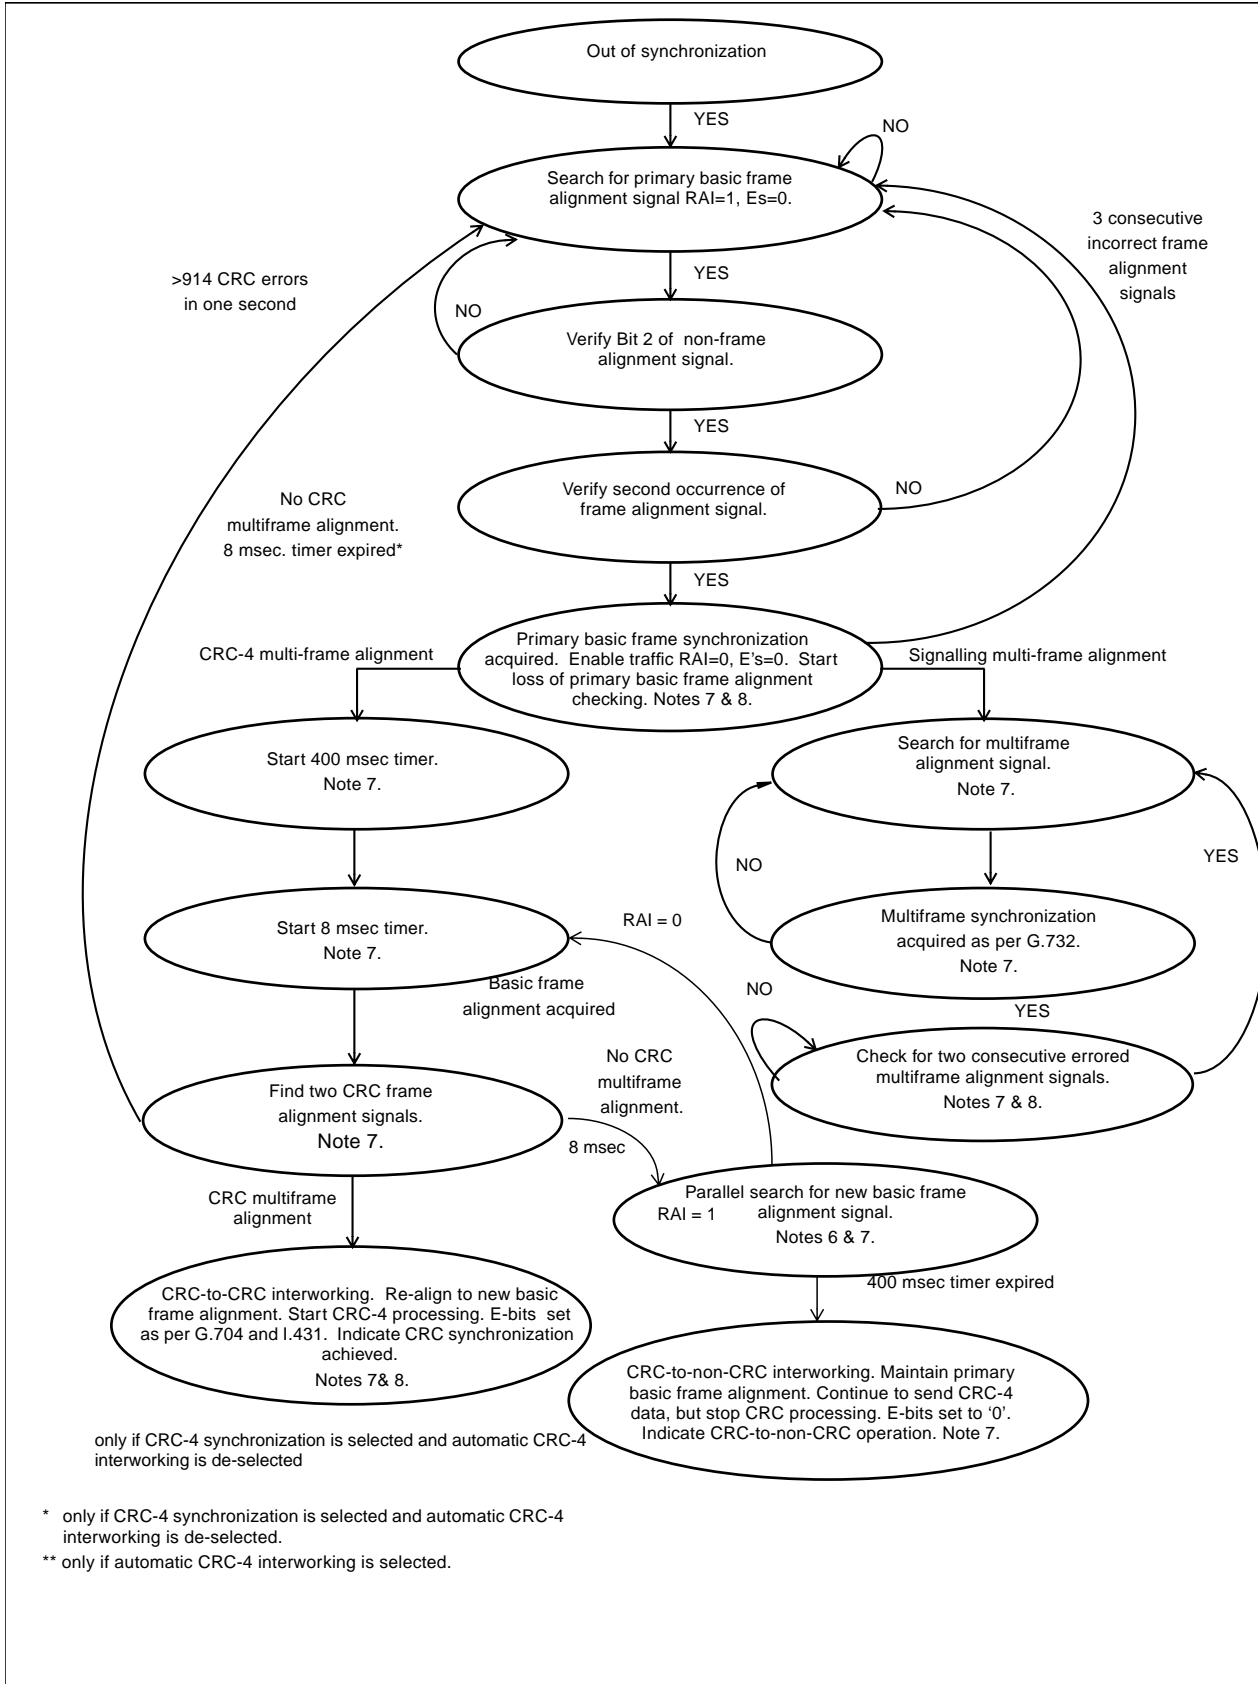 Out of synchronization
YES
NO
Search for primary basic frame
alignment signal RAI=1, Es=0.
3 consecutive
incorrect frame
alignment
signals
>914 CRC errors
in one second
YES
NO
Verify Bit 2 of non-frame
alignment signal.
YES
Verify second occurrence of
frame alignment signal.
NO
No CRC
multiframe alignment.
8 msec. timer expired*
YES
CRC-4 multi-frame alignment
Primary basic frame synchronization
acquired. Enable traffic RAI=0, E's=0. Start
loss of primary basic frame alignment
checking. Notes 7 & 8.
Signalling multi-frame alignment
Start 400 msec timer.
Note 7.
Search for multiframe
alignment signal.
Note 7.
NO
YES
Start 8 msec timer.
Note 7.
RAI = 0
Multiframe synchronization
acquired as per G.732.
Note 7.
Basic frame
alignment acquired
NO
YES
Find two CRC frame
alignment signals.
Note 7.
No CRC
multiframe
alignment.
8 msec
Check for two consecutive errored
multiframe alignment signals.
Notes 7 & 8.
CRC multiframe
alignment
Parallel search for new basic frame
RAI = 1 alignment signal.
Notes 6 & 7.
400 msec timer expired
CRC-to-CRC interworking. Re-align to new basic
frame alignment. Start CRC-4 processing. E-bits set
as per G.704 and I.431. Indicate CRC synchronization
achieved.
Notes 7& 8.
CRC-to-non-CRC interworking. Maintain primary
basic frame alignment. Continue to send CRC-4
data, but stop CRC processing. E-bits set to ‘0’.
Indicate CRC-to-non-CRC operation. Note 7.
only if CRC-4 synchronization is selected and automatic CRC-4
interworking is de-selected
* only if CRC-4 synchronization is selected and automatic CRC-4
interworking is de-selected.
** only if automatic CRC-4 interworking is selected.